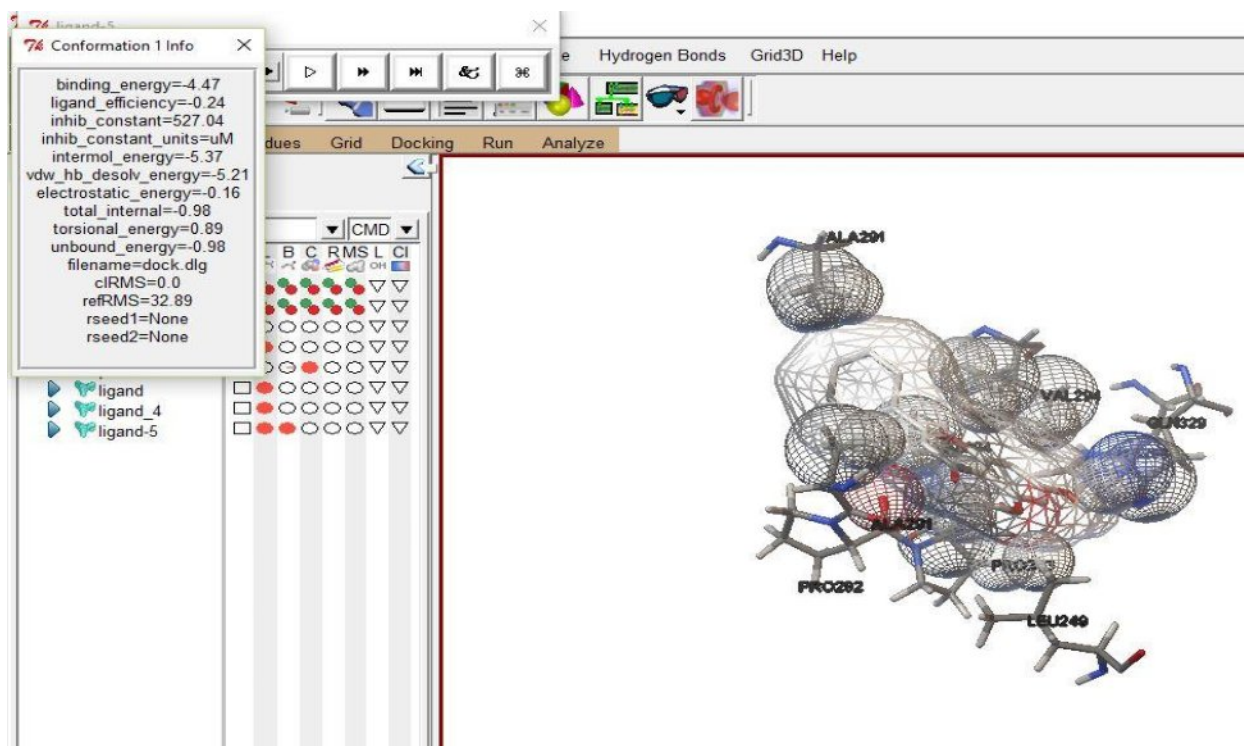 ligand-5
Conformation 1 Info
Hydrogen Bonds Grid3D Help
binding_energy=-4.47
ligand_efficiency=-0.24
inhib_constant=527.04
inhib_constant_units=uM
intermol_energy=-5.37
vdw_hb_desolv_energy=-5.21
electrostatic_energy=-0.16
total_internal=-0.98
torsional_energy=0.89
unbound_energy=-0.98
filename=dock.dlg
clRMS=0.0
refRMS=32.89
rseed1=None
rseed2=None
Grid Docking Run Analyze
CMD
B C R MS L Cl
OH
ligand
ligand_4
ligand-5
ALA291
VAL294
GLN329
ALA291
PRO292
LEU249